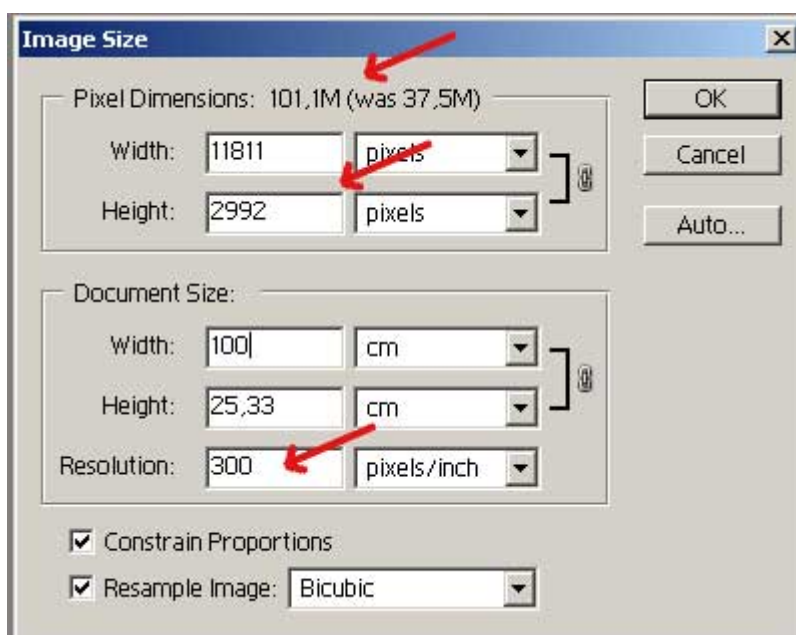 Image Size
Pixel Dimensions: 101,1M (was 37,5M)
OK
Width: 11811 pixels
Cancel
Height: 2992 pixels
Auto...
Document Size:
Width: 100 cm
Height: 25,33 cm
Resolution: 300 pixels/inch
Constrain Proportions
Resample Image: Bicubic